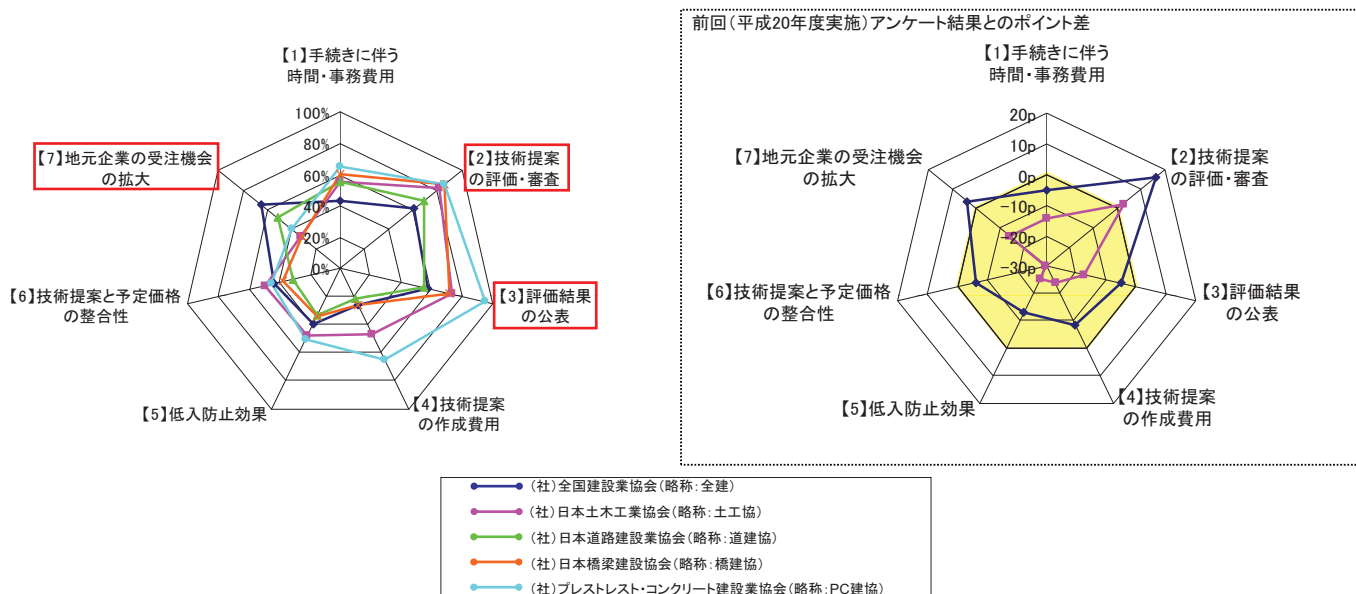 【1】手続きに伴う
時間・事務費用
100%
80%
60%
40%
20%
0%
【2】技術提案
の評価・審査
【3】評価結果
の公表
【4】技術提案
の作成費用
【5】低入防止効果
【6】技術提案と予定価格
の整合性
【7】地元企業の受注機会
の拡大
前回(平成20年度実施)アンケート結果とのポイント差
【1】手続きに伴う
時間・事務費用
20p
10p
0p
-10p
-20p
-30p
【2】技術提案
の評価・審査
【3】評価結果
の公表
【4】技術提案
の作成費用
【5】低入防止効果
【6】技術提案と予定価格
の整合性
【7】地元企業の受注機会
の拡大
(社)全国建設業協会(略称:全建)
(社)日本土木工業協会(略称:土工協)
(社)日本道路建設業協会(略称:道建協)
(社)日本橋梁建設協会(略称:橋建協)
(社)プレストレスト・コンクリート建設業協会(略称:PC建協)